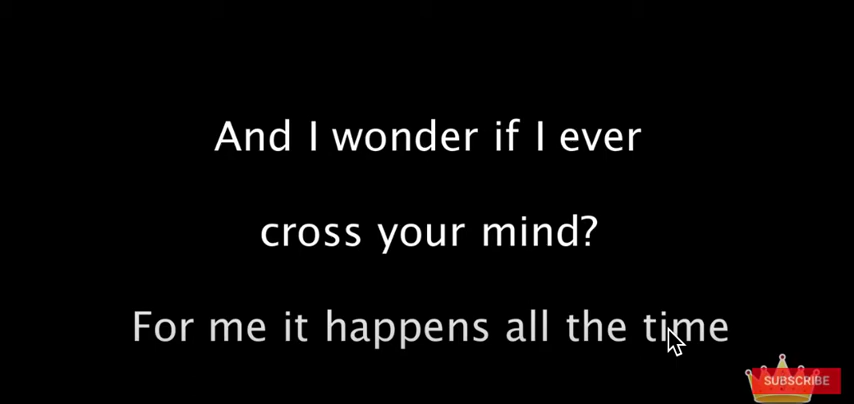 And I wonder if I ever
cross your mind?
For me it happens all the time
SUBSCRIBE